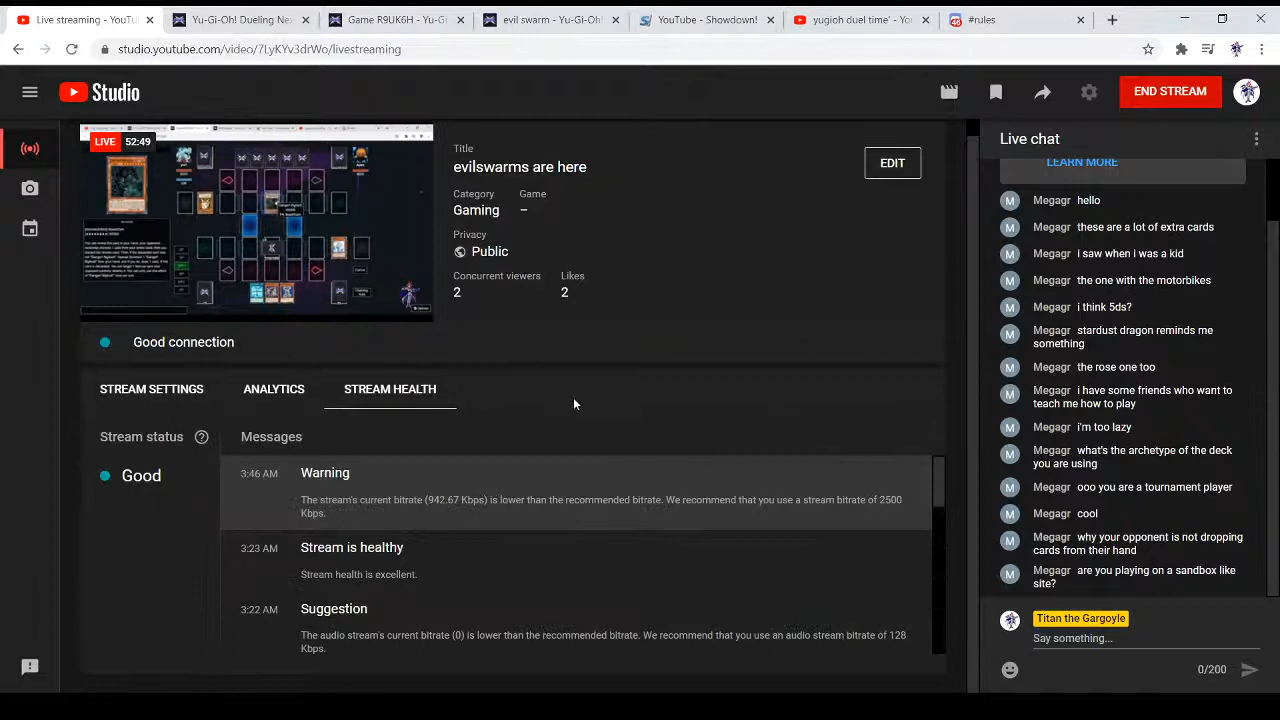 Live streaming - YouTu
Yu-Gi-Oh! Dueling Ne
Game R9UK6H - Yu-G
evil swarm - Yu-Gi-Oh!
YouTube - Showdown!
yugioh duel time' - Yo
46
#rules
studio.youtube.com/video/7LyKYv3drWo/livestreaming
Studio
END STREAM
LIVE 52:49
Title
evilswarms are here
EDIT
Category
Game
Gaming
–
Privacy
Public
Concurrent viewers
Likes
2
2
Good connection
STREAM SETTINGS
ANALYTICS
STREAM HEALTH
Stream status
Messages
Good
3:46 AM
Warning
The stream's current bitrate (942.67 Kbps) is lower than the recommended bitrate. We recommend that you use a stream bitrate of 2500
Kbps.
3:23 AM
Stream is healthy
Stream health is excellent.
3:22 AM
Suggestion
The audio stream's current bitrate (0) is lower than the recommended bitrate. We recommend that you use an audio stream bitrate of 128
Kbps.
Live chat
LEARN MORE
M Megagr hello
M Megagr these are a lot of extra cards
M Megagr i saw when i was a kid
M Megagr the one with the motorbikes
M Megagr i think 5ds?
M Megagr stardust dragon reminds me
something
M Megagr the rose one too
M Megagr i have some friends who want to
teach me how to play
M Megagr i'm too lazy
M Megagr what's the archetype of the deck
you are using
M Megagr ooo you are a tournament player
M Megagr cool
M Megagr why your opponent is not dropping
cards from their hand
M Megagr are you playing on a sandbox like
site?
Titan the Gargoyle
Say something...
0/200